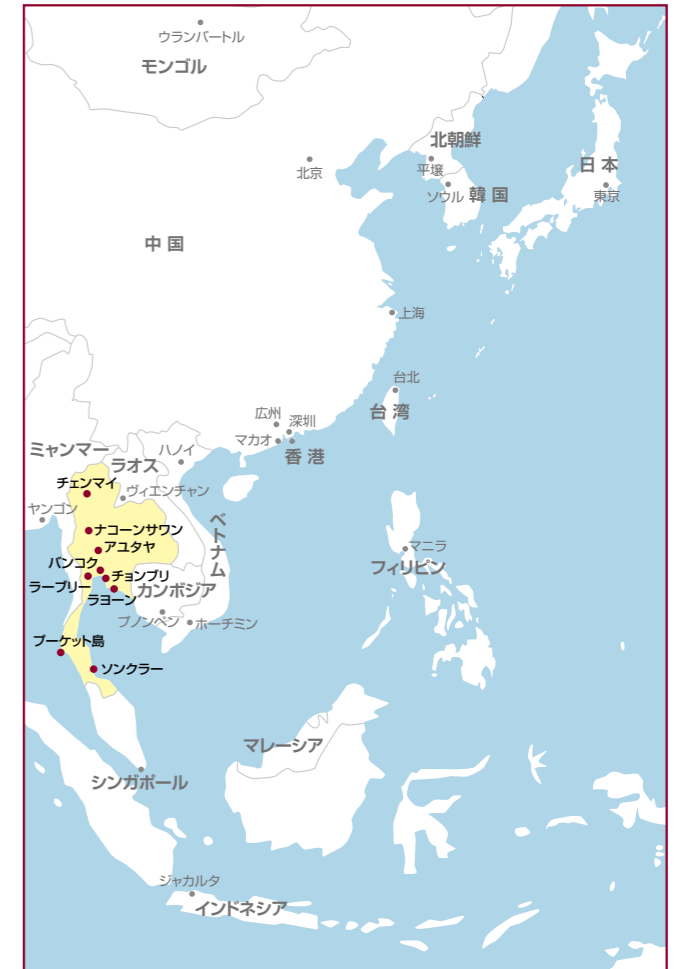 ウランバートル
モンゴル
北朝鮮
平壌
日本
北京
ソウル
韓国
東京
中国
上海
台北
広州
深圳
台湾
マカオ
香港
ミャンマー
ハノイ
ラオス
チェンマイ
ヴィエンチャン
ヤンゴン
ベトナム
ナコーンサワン
アユタヤ
マニラ
バンコク
フィリピン
チョンブリ
ラーブリー
カンボジア
ラヨーン
プノンペン
ホーチミン
プーケット島
ソンクラー
マレーシア
シンガポール
ジャカルタ
インドネシア